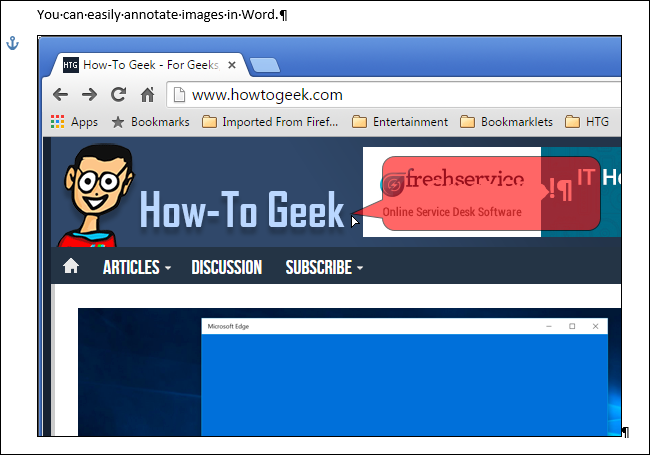 You can easily annotate images in Word.¶
HTG How-To Geek - For Geeks
www.howtogeek.com
Apps Bookmarks Imported From Firef... Entertainment Bookmarklets HTG
freshservice
IT H
!¶
Online Service Desk Software
How-To Geek
ARTICLES DISCUSSION SUBSCRIBE
Microsoft Edge
¶